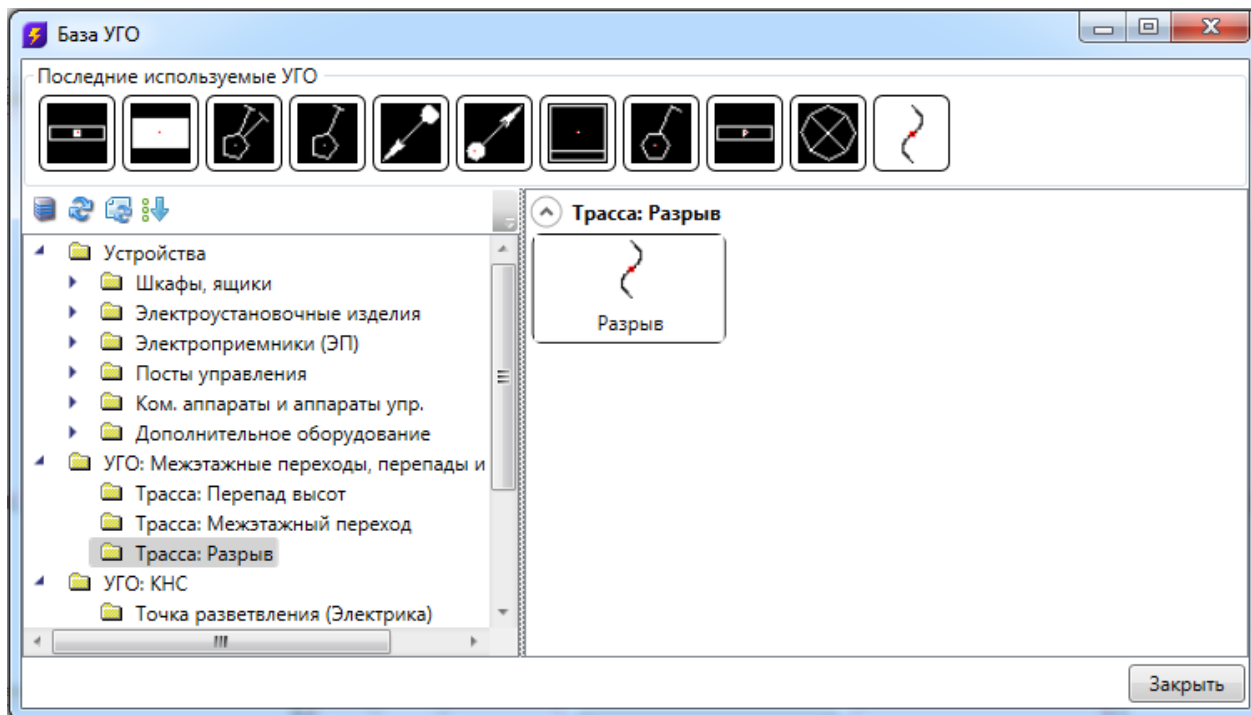 База УГО
Последние используемые УГО
Трасса: Разрыв
Разрыв
Устройства
Шкафы, ящики
Электроустановочные изделия
Электроприемники (ЭП)
Посты управления
Ком. аппараты и аппараты упр.
Дополнительное оборудование
УГО: Межэтажные переходы, перепады и
Трасса: Перепад высот
Трасса: Межэтажный переход
Трасса: Разрыв
УГО: КНС
Точка разветвления (Электрика)
Закрыть